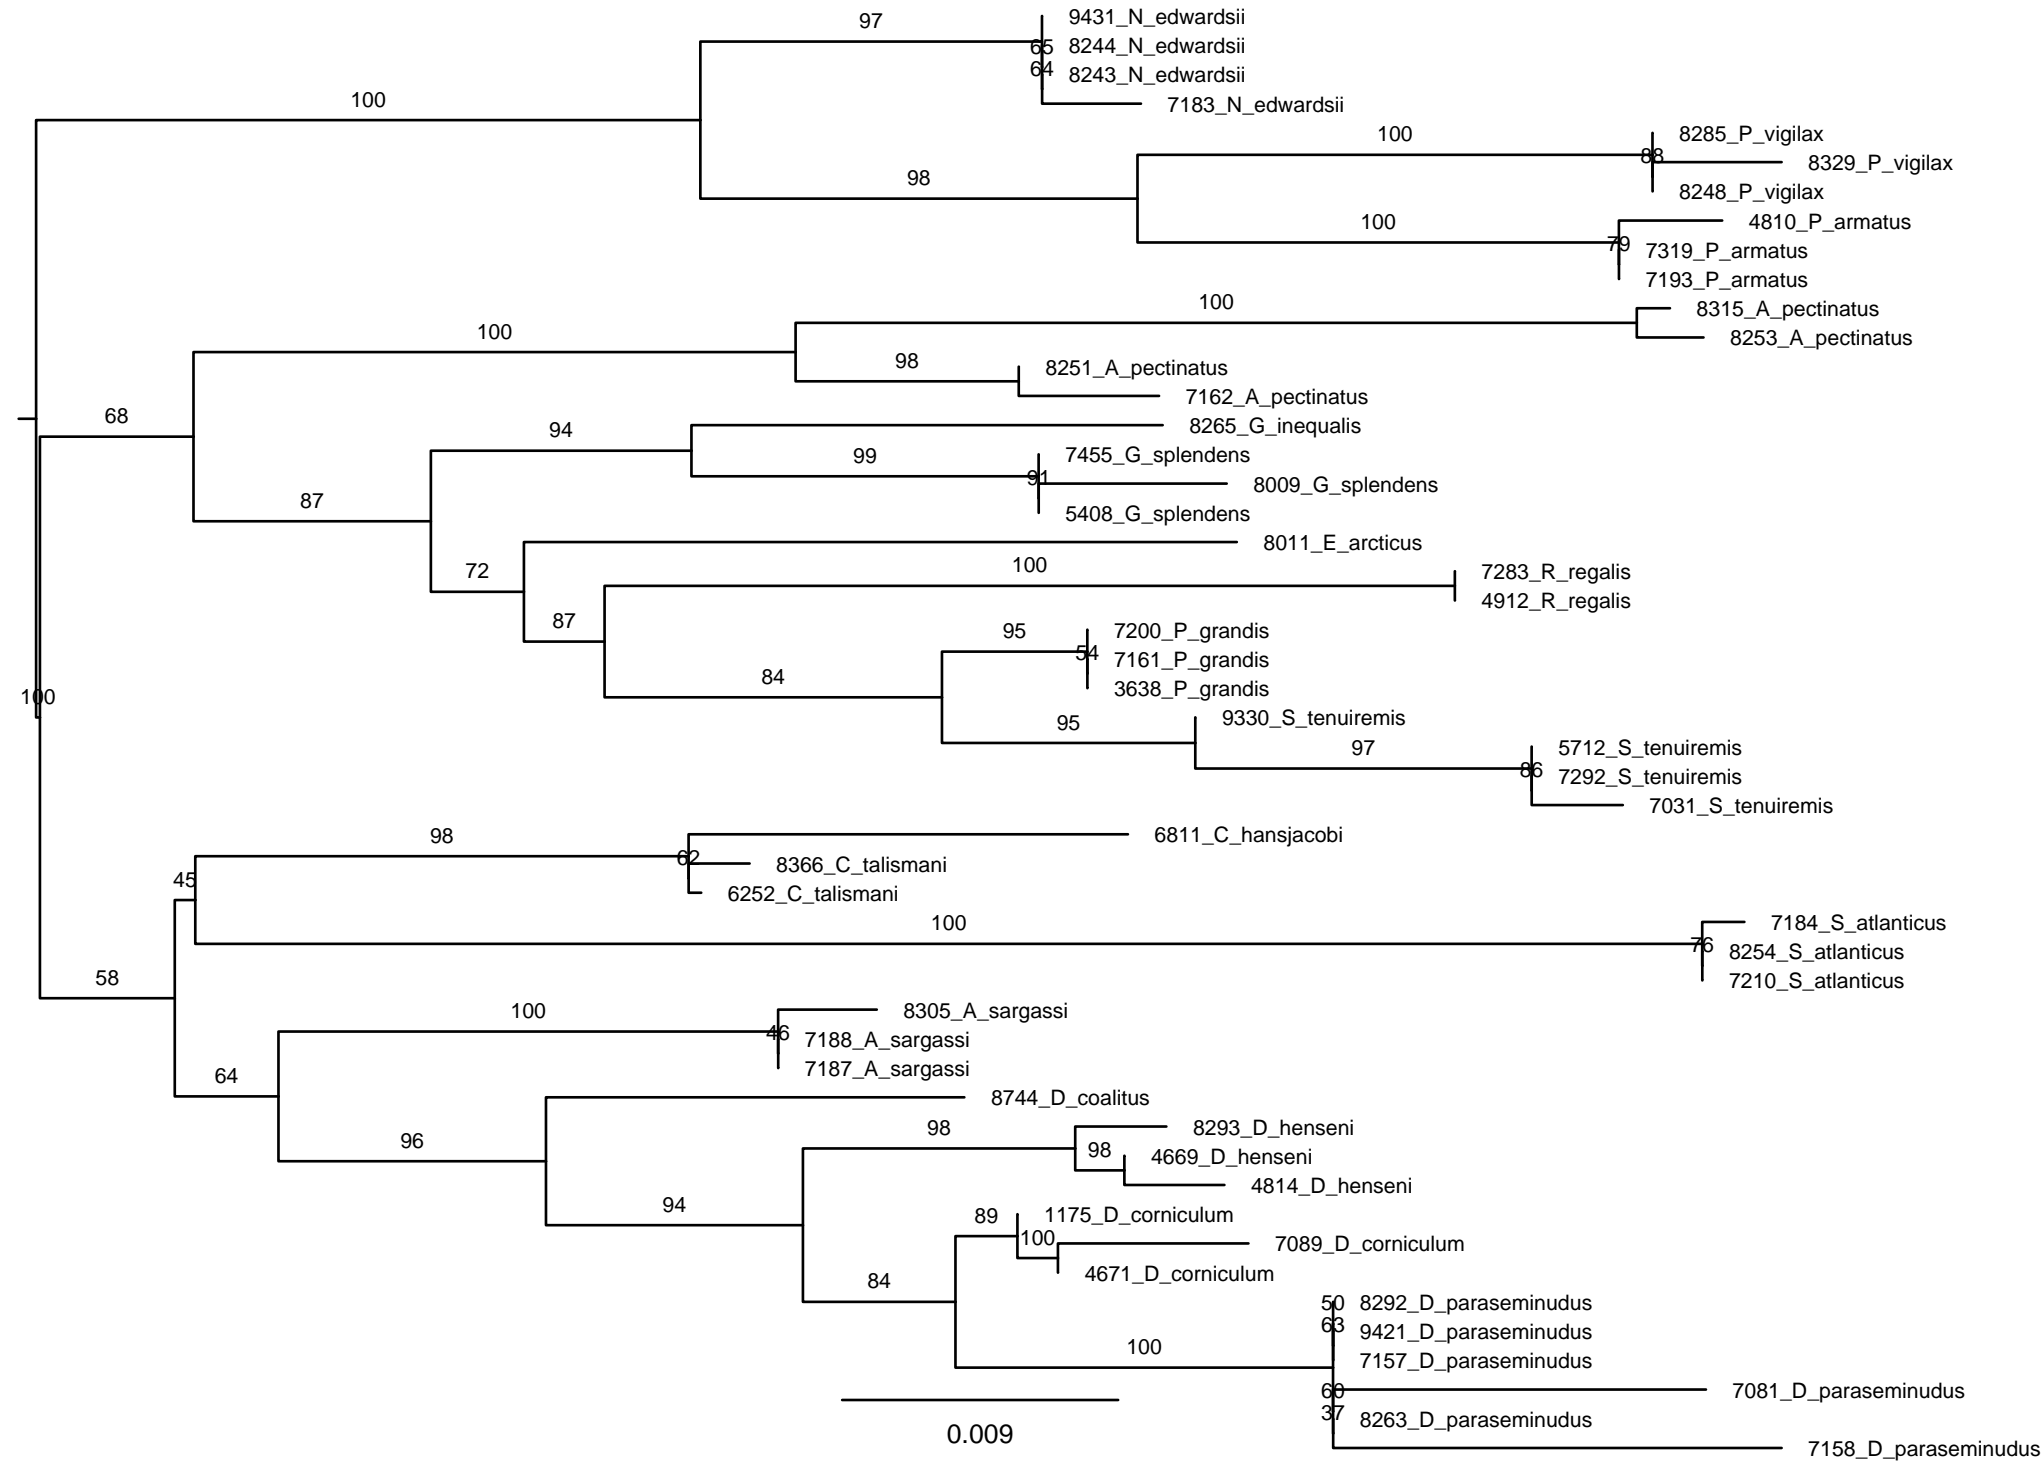 97
9431_N_edwardsii
65
8244_N_edwardsii
64
8243_N_edwardsii
100
7183_N_edwardsii
100
8285_P_vigilax
88
8329_P_vigilax
98
8248_P_vigilax
100
4810_P_armatus
79
7319_P_armatus
7193_P_armatus
100
8315_A_pectinatus
100
8253_A_pectinatus
98
8251_A_pectinatus
7162_A_pectinatus
68
94
8265_G_inequalis
99
7455_G_splendens
91
8009_G_splendens
87
5408_G_splendens
8011_E_arcticus
72
100
7283_R_regalis
4912_R_regalis
87
95
7200_P_grandis
54
7161_P_grandis
84
3638_P_grandis
100
95
9330_S_tenuiremis
97
5712_S_tenuiremis
86
7292_S_tenuiremis
7031_S_tenuiremis
98
6811_C_hansjacobi
62
8366_C_talismani
45
6252_C_talismani
100
7184_S_atlanticus
76
8254_S_atlanticus
58
7210_S_atlanticus
100
8305_A_sargassi
46
7188_A_sargassi
64
7187_A_sargassi
8744_D_coalitus
96
98
8293_D_henseni
98
4669_D_henseni
94
4814_D_henseni
89
1175_D_corniculum
100
7089_D_corniculum
84
4671_D_corniculum
50
8292_D_paraseminudus
63
9421_D_paraseminudus
100
7157_D_paraseminudus
60
7081_D_paraseminudus
37
8263_D_paraseminudus
0.009
7158_D_paraseminudus